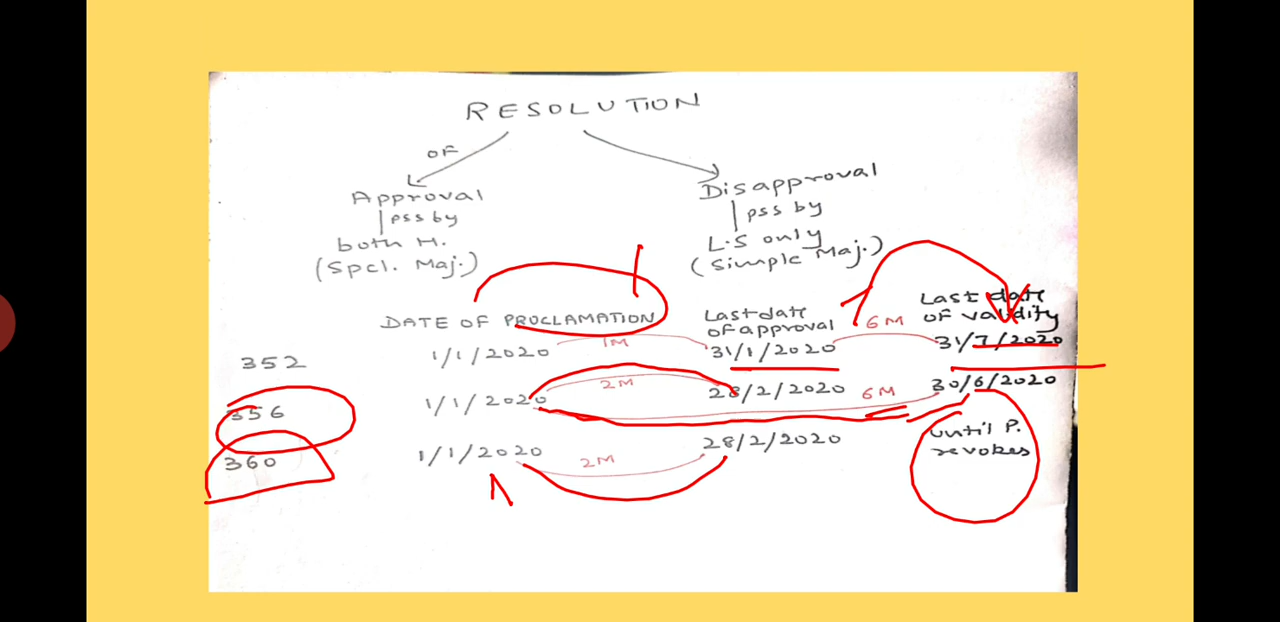 RESOLUTION
OF
Approval
pss by
both H.
(Spcl. Maj.)
Disapproval
pss by
L.S only
(Simple Maj.)
DATE OF PROCLAMATION
Last date
of approval
6M
Last date
of validity
352
1/1/2020
1M
31/1/2020
31/7/2020
356
1/1/2020
2M
28/2/2020
6M
30/6/2020
360
1/1/2020
2M
28/2/2020
until P.
revokes